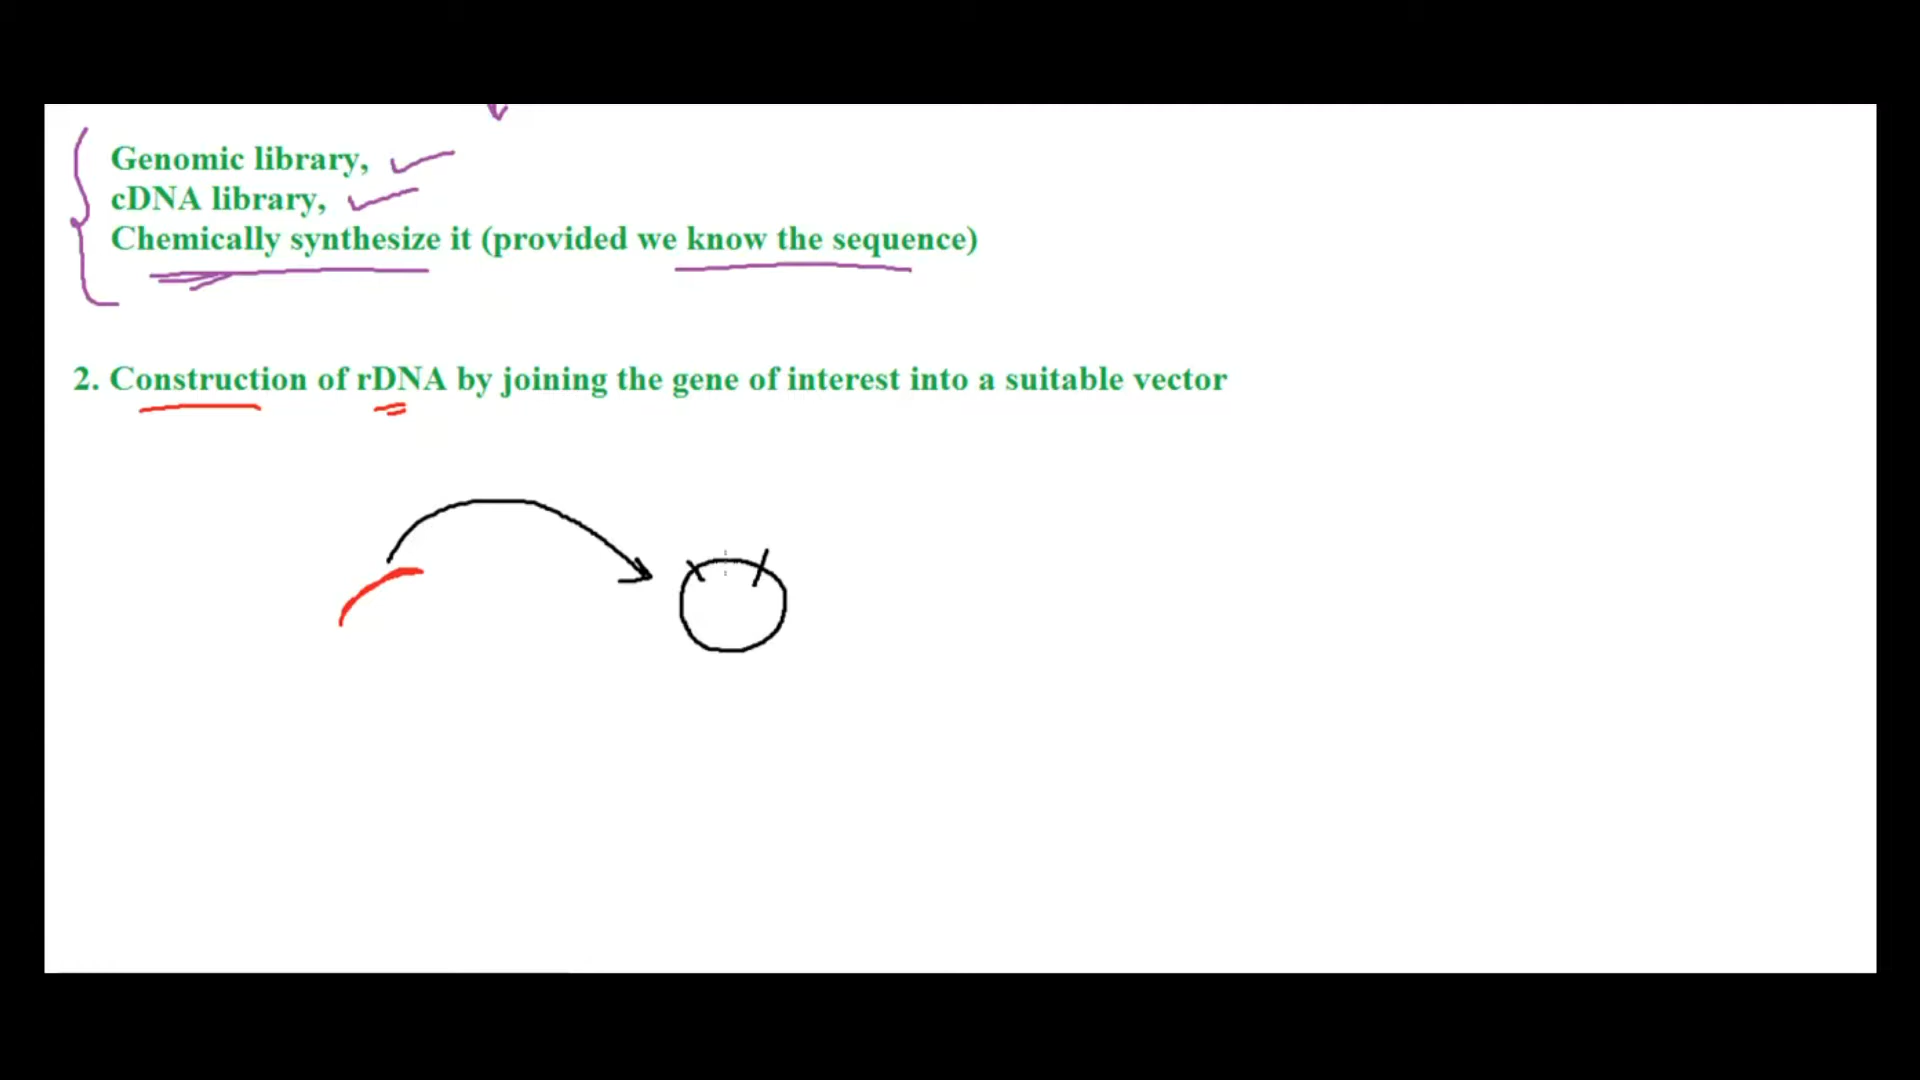 Genomic library,
cDNA library,
Chemically synthesize it (provided we know the sequence)
2. Construction of rDNA by joining the gene of interest into a suitable vector